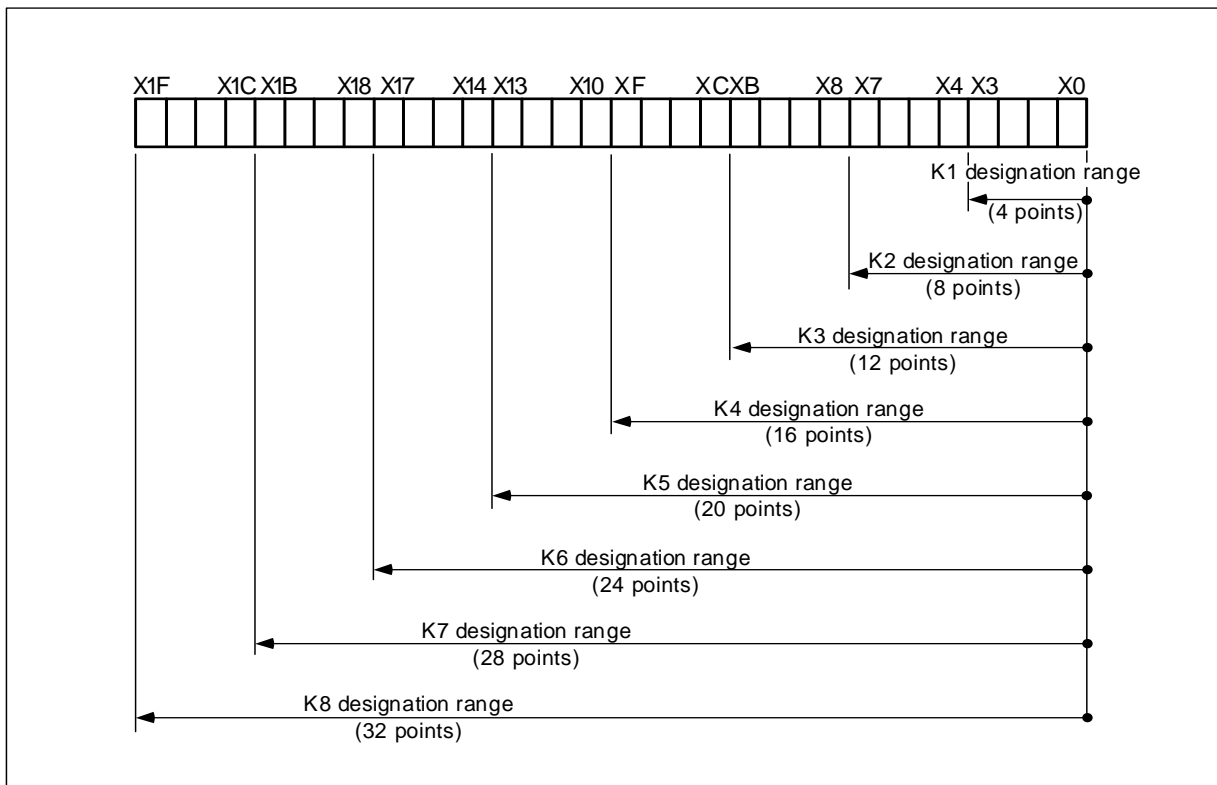 X1F X1C X1B X18 X17 X14 X13 X10 XF XC XB X8 X7 X4 X3 X0
K1 designation range
(4 points)
K2 designation range
(8 points)
K3 designation range
(12 points)
K4 designation range
(16 points)
K5 designation range
(20 points)
K6 designation range
(24 points)
K7 designation range
(28 points)
K8 designation range
(32 points)